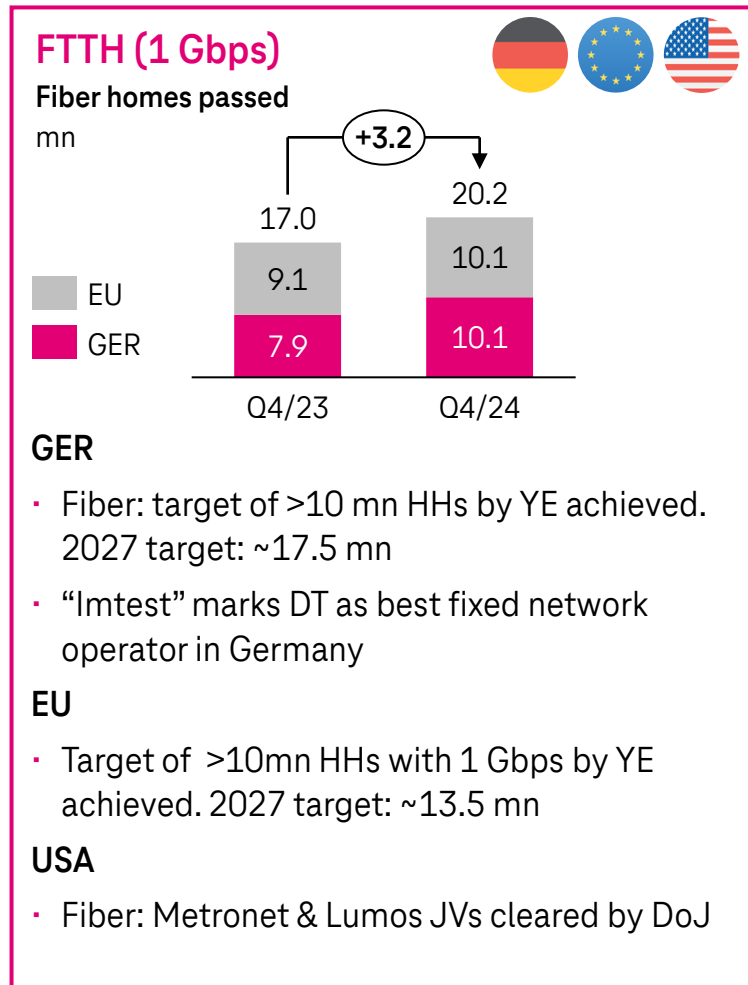 FTTH (1 Gbps)
Fiber homes passed
mn
+3.2
17.0
20.2
9.1
10.1
EU
GER
7.9
10.1
Q4/23
Q4/24
GER
· Fiber: target of >10 mn HHs by YE achieved.
2027 target: ~17.5 mn
· “Imtest” marks DT as best fixed network
operator in Germany
EU
· Target of >10mn HHs with 1 Gbps by YE
achieved. 2027 target: ~13.5 mn
USA
· Fiber: Metronet & Lumos JVs cleared by DoJ